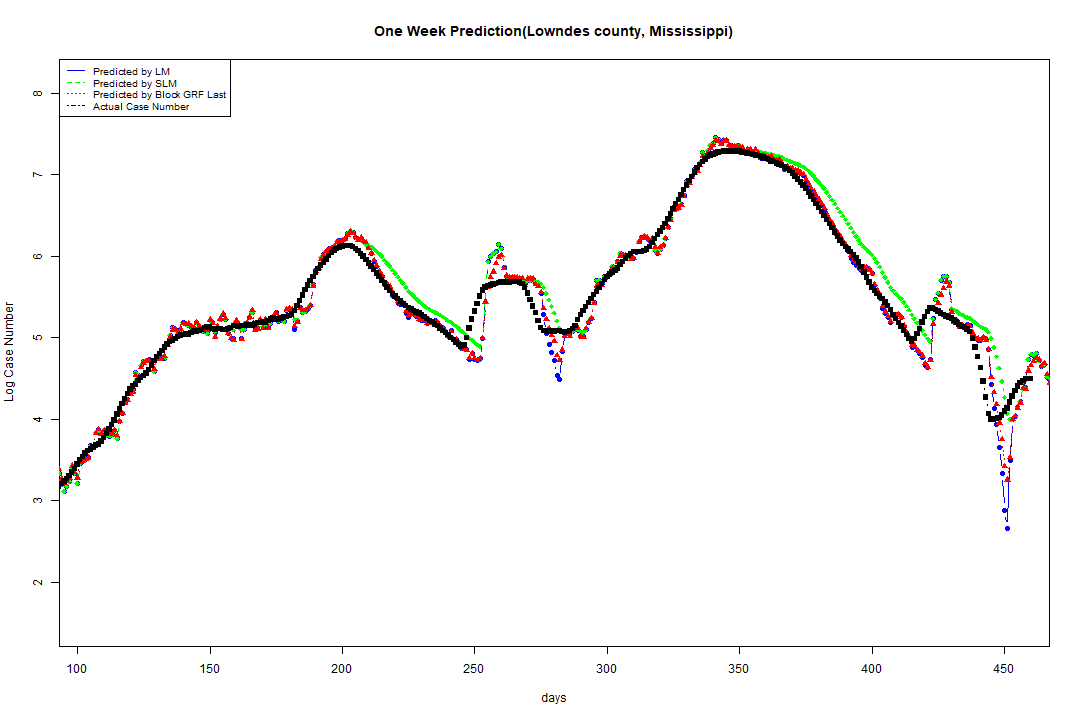 One Week Prediction(Lowndes county, Mississippi)
Predicted by LM
Predicted by SLM
Predicted by Block GRF Last
Actual Case Number
8
7
6
5
4
3
2
Log Case Number
100 150 200 250 300 350 400 450
days